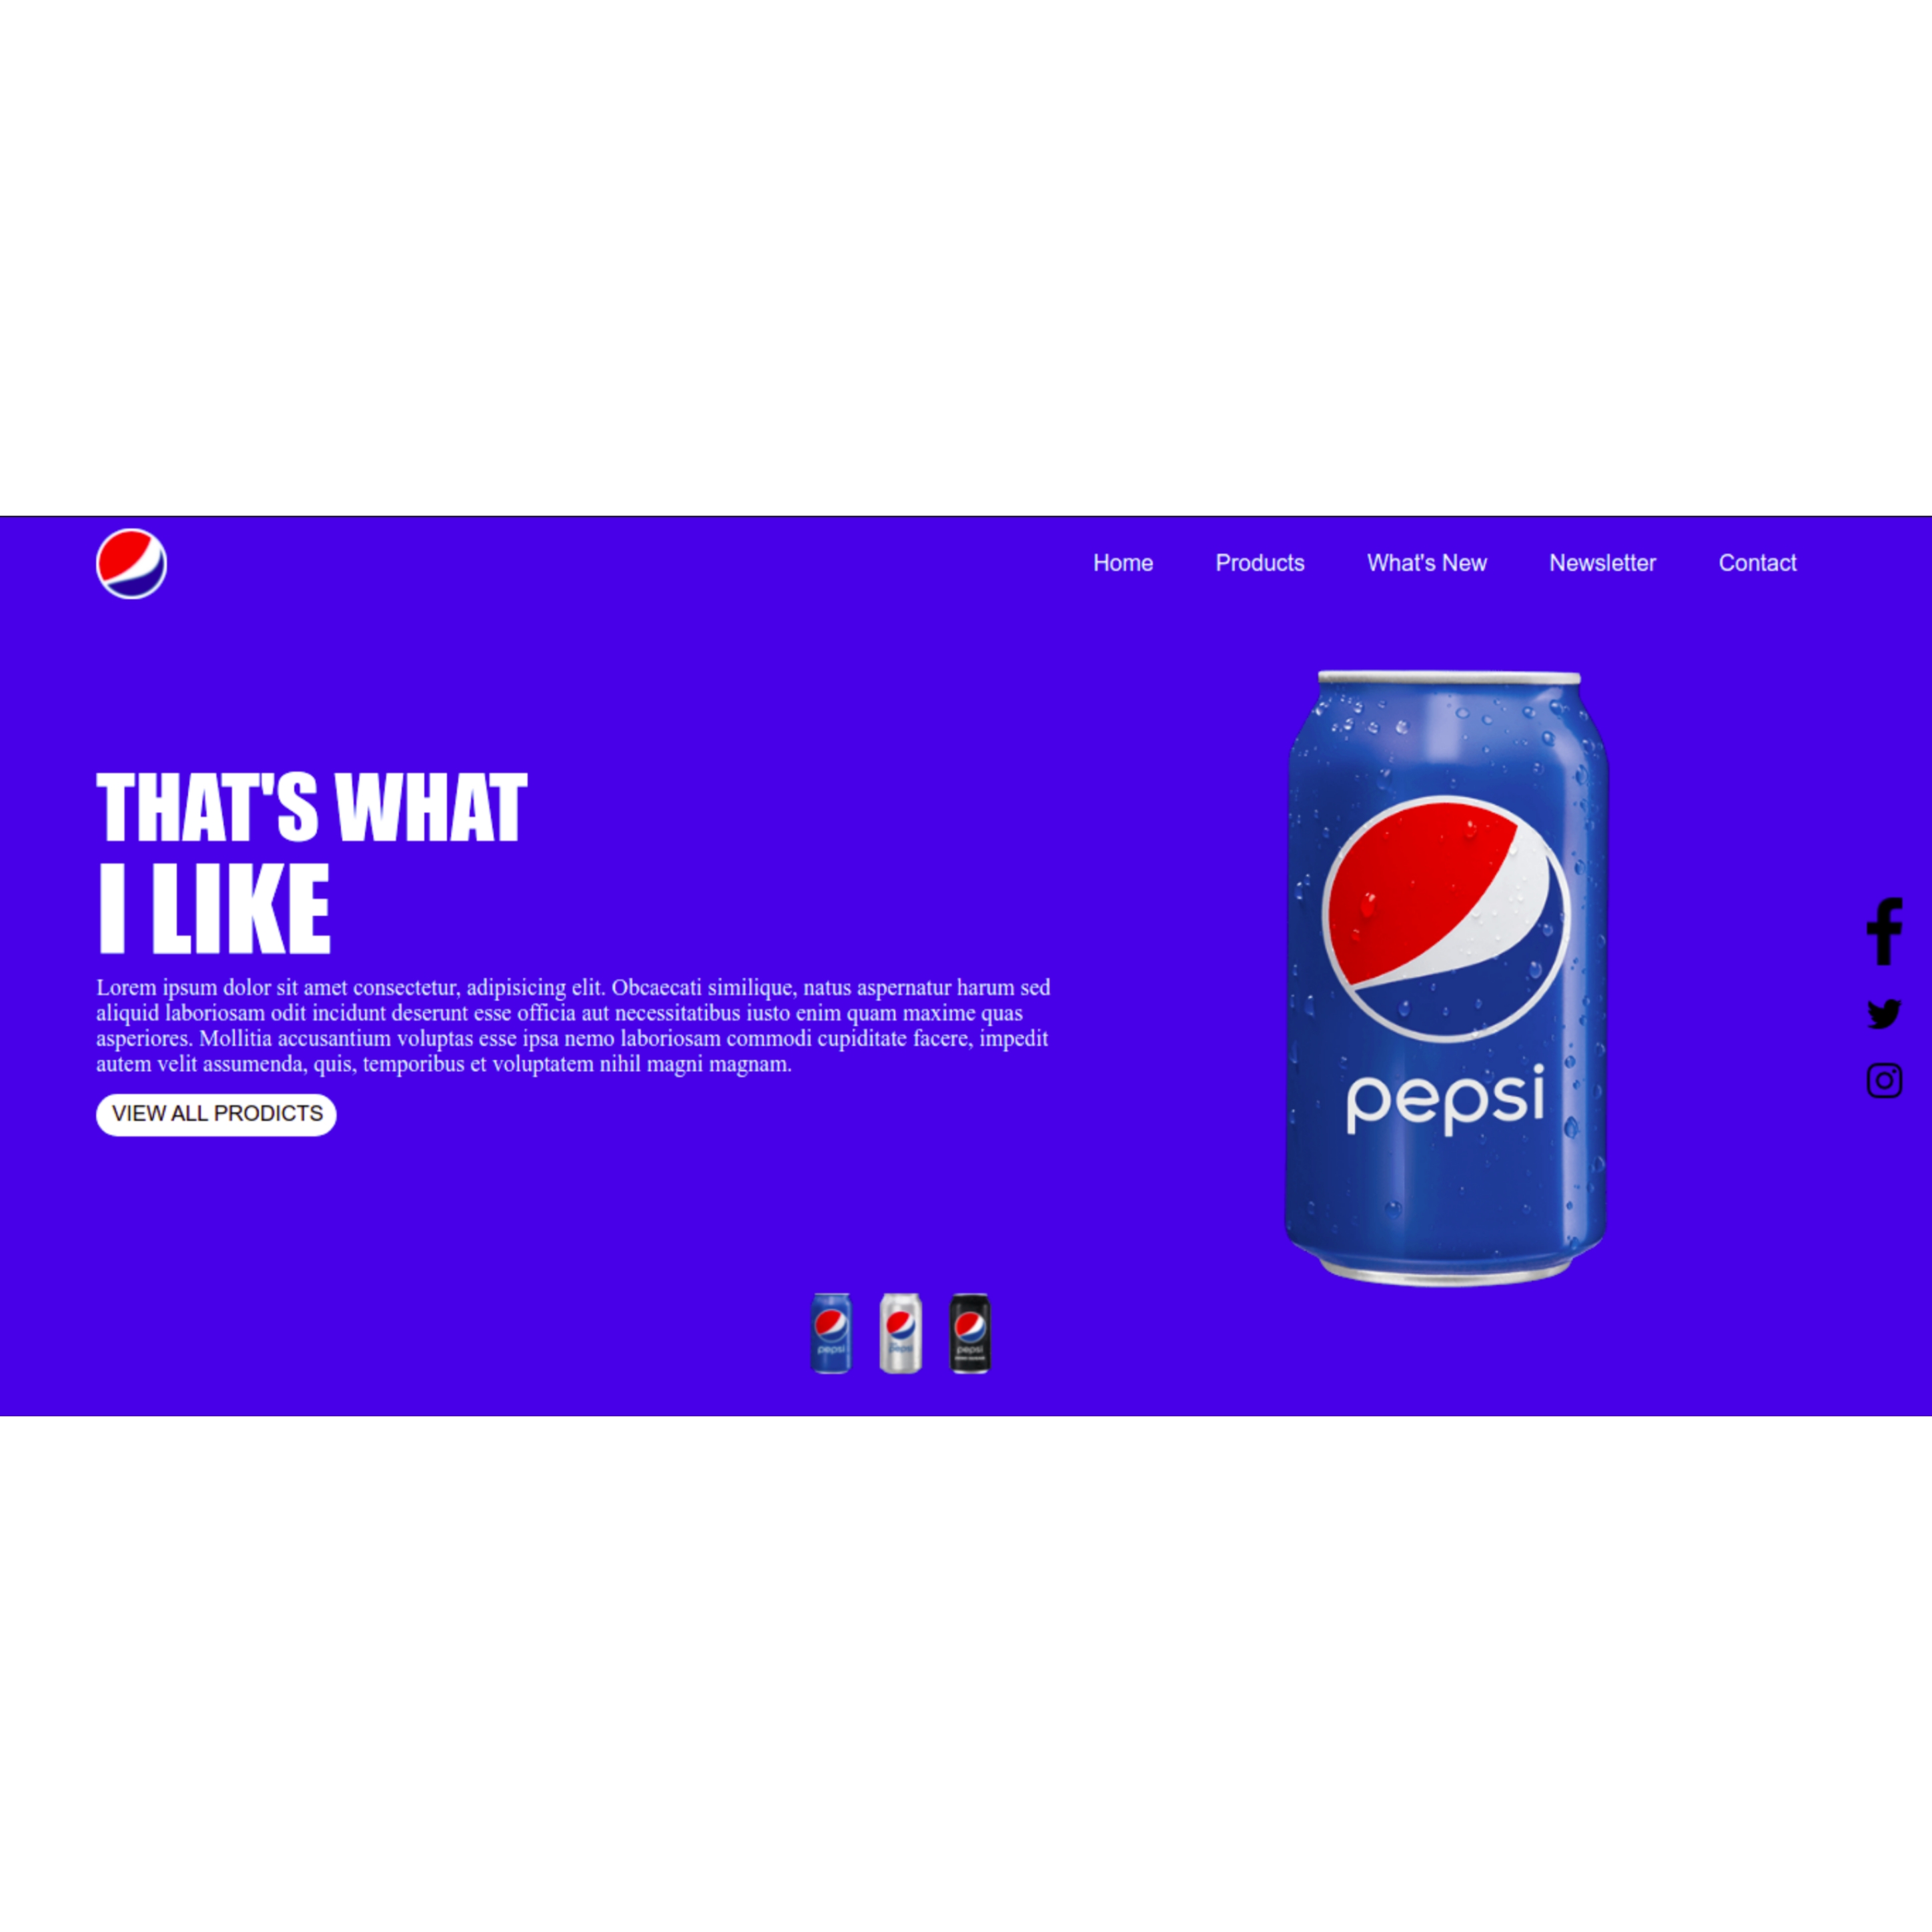 Home Products What's New Newsletter Contact
THAT'S WHAT
I LIKE
Lorem ipsum dolor sit amet consectetur, adipisicing elit. Obcaecati similique, natus aspernatur harum sed
aliquid laboriosam odit incidunt deserunt esse officia aut necessitatibus iusto enim quam maxime quas
asperiores. Mollitia accusantium voluptas esse ipsa nemo laboriosam commodi cupiditate facere, impedit
autem velit assumenda, quis, temporibus et voluptatem nihil magni magnam.
VIEW ALL PRODICTS
pepsi
pepsi pepsi pepsi